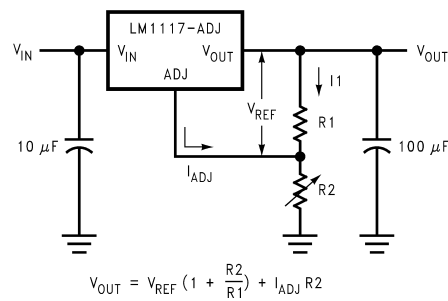 LM1117-ADJ
V_IN
V_IN
V_OUT
V_OUT
ADJ
I1
V_REF
R1
10 μF
100 μF
I_ADJ
R2
V_OUT = V_REF (1 + R2/R1) + I_ADJ R2